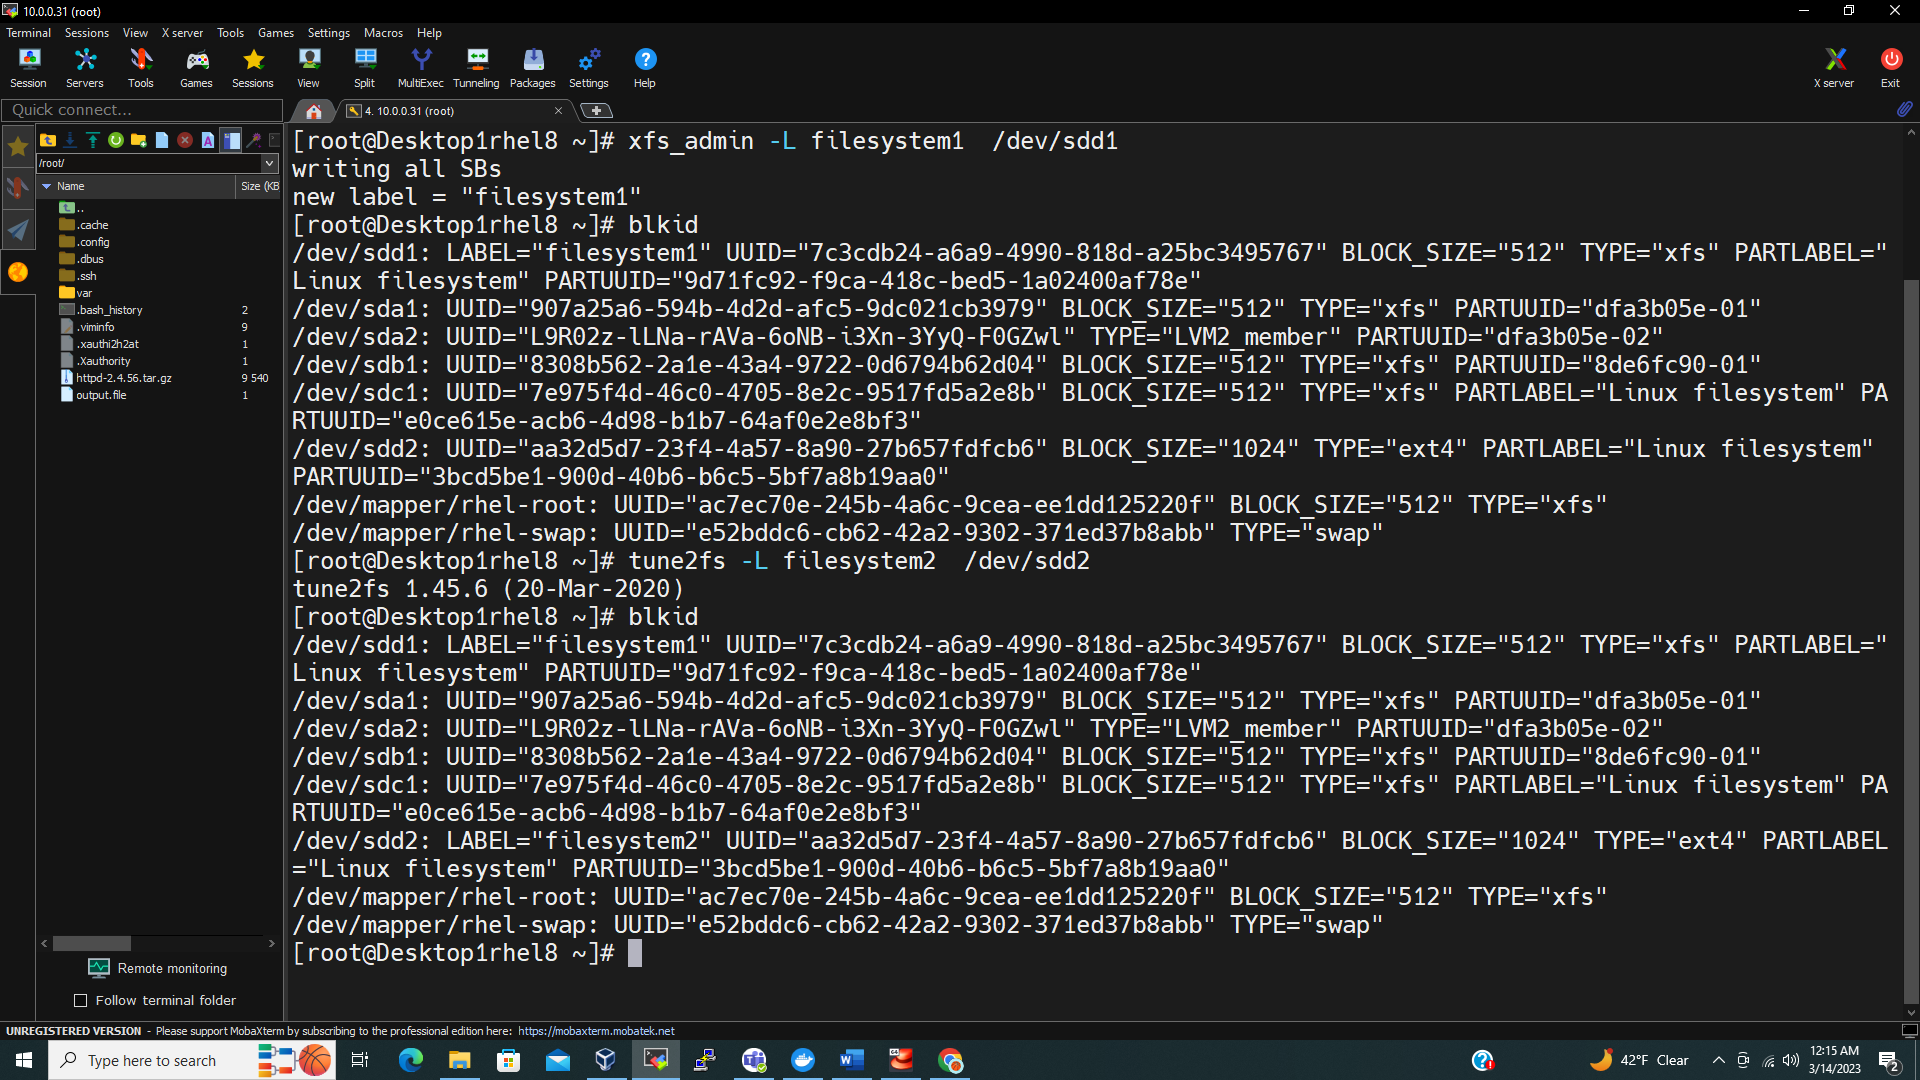 10.0.0.31 (root)
Terminal Sessions View X server Tools Games Settings Macros Help
Session Servers Tools Games Sessions View Split MultiExec Tunneling Packages Settings Help X server Exit
Quick connect...
4. 10.0.0.31 (root)
/root/
Name Size (KB
..
.cache
.config
.dbus
.ssh
var
.bash_history 2
.viminfo 9
.xauthi2h2at 1
.Xauthority 1
httpd-2.4.56.tar.gz 9 540
output.file 1
Remote monitoring
Follow terminal folder
[root@Desktop1rhel8 ~]# xfs_admin -L filesystem1  /dev/sdd1
writing all SBs
new label = "filesystem1"
[root@Desktop1rhel8 ~]# blkid
/dev/sdd1: LABEL="filesystem1" UUID="7c3cdb24-a6a9-4990-818d-a25bc3495767" BLOCK_SIZE="512" TYPE="xfs" PARTLABEL="
Linux filesystem" PARTUUID="9d71fc92-f9ca-418c-bed5-1a02400af78e"
/dev/sda1: UUID="907a25a6-594b-4d2d-afc5-9dc021cb3979" BLOCK_SIZE="512" TYPE="xfs" PARTUUID="dfa3b05e-01"
/dev/sda2: UUID="L9R02z-lLNa-rAVa-6oNB-i3Xn-3YyQ-F0GZwl" TYPE="LVM2_member" PARTUUID="dfa3b05e-02"
/dev/sdb1: UUID="8308b562-2a1e-43a4-9722-0d6794b62d04" BLOCK_SIZE="512" TYPE="xfs" PARTUUID="8de6fc90-01"
/dev/sdc1: UUID="7e975f4d-46c0-4705-8e2c-9517fd5a2e8b" BLOCK_SIZE="512" TYPE="xfs" PARTLABEL="Linux filesystem" PA
RTUUID="e0ce615e-acb6-4d98-b1b7-64af0e2e8bf3"
/dev/sdd2: UUID="aa32d5d7-23f4-4a57-8a90-27b657fdfcb6" BLOCK_SIZE="1024" TYPE="ext4" PARTLABEL="Linux filesystem"
PARTUUID="3bcd5be1-900d-40b6-b6c5-5bf7a8b19aa0"
/dev/mapper/rhel-root: UUID="ac7ec70e-245b-4a6c-9cea-ee1dd125220f" BLOCK_SIZE="512" TYPE="xfs"
/dev/mapper/rhel-swap: UUID="e52bddc6-cb62-42a2-9302-371ed37b8abb" TYPE="swap"
[root@Desktop1rhel8 ~]# tune2fs -L filesystem2  /dev/sdd2
tune2fs 1.45.6 (20-Mar-2020)
[root@Desktop1rhel8 ~]# blkid
/dev/sdd1: LABEL="filesystem1" UUID="7c3cdb24-a6a9-4990-818d-a25bc3495767" BLOCK_SIZE="512" TYPE="xfs" PARTLABEL="
Linux filesystem" PARTUUID="9d71fc92-f9ca-418c-bed5-1a02400af78e"
/dev/sda1: UUID="907a25a6-594b-4d2d-afc5-9dc021cb3979" BLOCK_SIZE="512" TYPE="xfs" PARTUUID="dfa3b05e-01"
/dev/sda2: UUID="L9R02z-lLNa-rAVa-6oNB-i3Xn-3YyQ-F0GZwl" TYPE="LVM2_member" PARTUUID="dfa3b05e-02"
/dev/sdb1: UUID="8308b562-2a1e-43a4-9722-0d6794b62d04" BLOCK_SIZE="512" TYPE="xfs" PARTUUID="8de6fc90-01"
/dev/sdc1: UUID="7e975f4d-46c0-4705-8e2c-9517fd5a2e8b" BLOCK_SIZE="512" TYPE="xfs" PARTLABEL="Linux filesystem" PA
RTUUID="e0ce615e-acb6-4d98-b1b7-64af0e2e8bf3"
/dev/sdd2: LABEL="filesystem2" UUID="aa32d5d7-23f4-4a57-8a90-27b657fdfcb6" BLOCK_SIZE="1024" TYPE="ext4" PARTLABEL
="Linux filesystem" PARTUUID="3bcd5be1-900d-40b6-b6c5-5bf7a8b19aa0"
/dev/mapper/rhel-root: UUID="ac7ec70e-245b-4a6c-9cea-ee1dd125220f" BLOCK_SIZE="512" TYPE="xfs"
/dev/mapper/rhel-swap: UUID="e52bddc6-cb62-42a2-9302-371ed37b8abb" TYPE="swap"
[root@Desktop1rhel8 ~]#
UNREGISTERED VERSION - Please support MobaXterm by subscribing to the professional edition here: https://mobaxterm.mobatek.net
Type here to search
42°F Clear
12:15 AM
3/14/2023
2